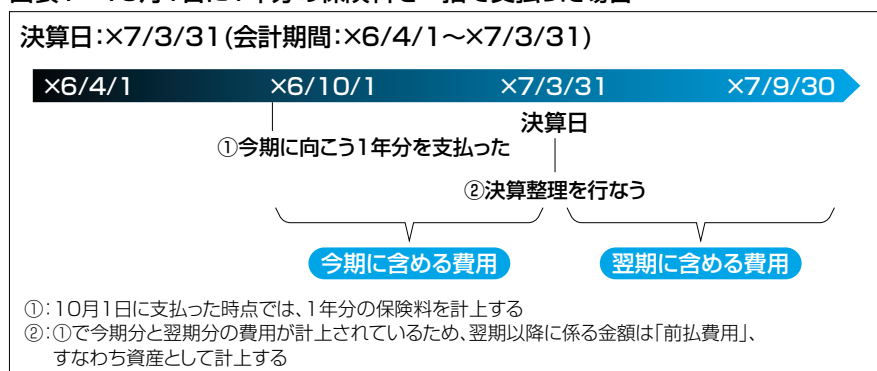 決算日:×7/3/31(会計期間:×6/4/1～×7/3/31)
×6/4/1 ×6/10/1 ×7/3/31 ×7/9/30
決算日
①今期に向こう1年分を支払った
②決算整理を行なう
今期に含める費用 翌期に含める費用
①:10月1日に支払った時点では、1年分の保険料を計上する
②:①で今期分と翌期分の費用が計上されているため、翌期以降に係る金額は「前払費用」、
すなわち資産として計上する